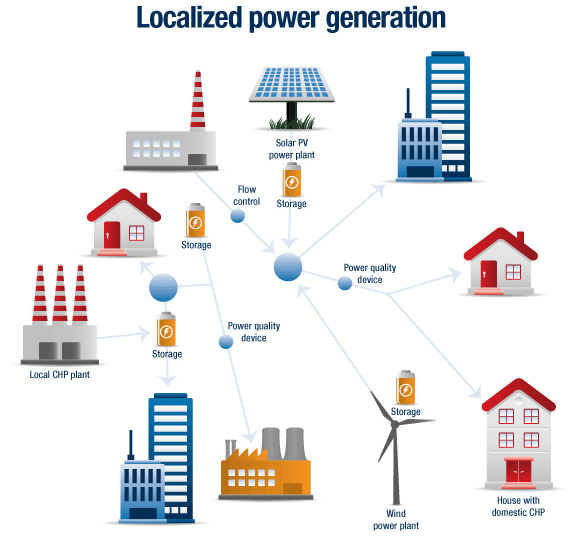 Localized power generation
Solar PV
power plant
Flow
control
Storage
Storage
Power quality
device
Power quality
device
Storage
Local CHP plant
Storage
Wind
power plant
House with
domestic CHP